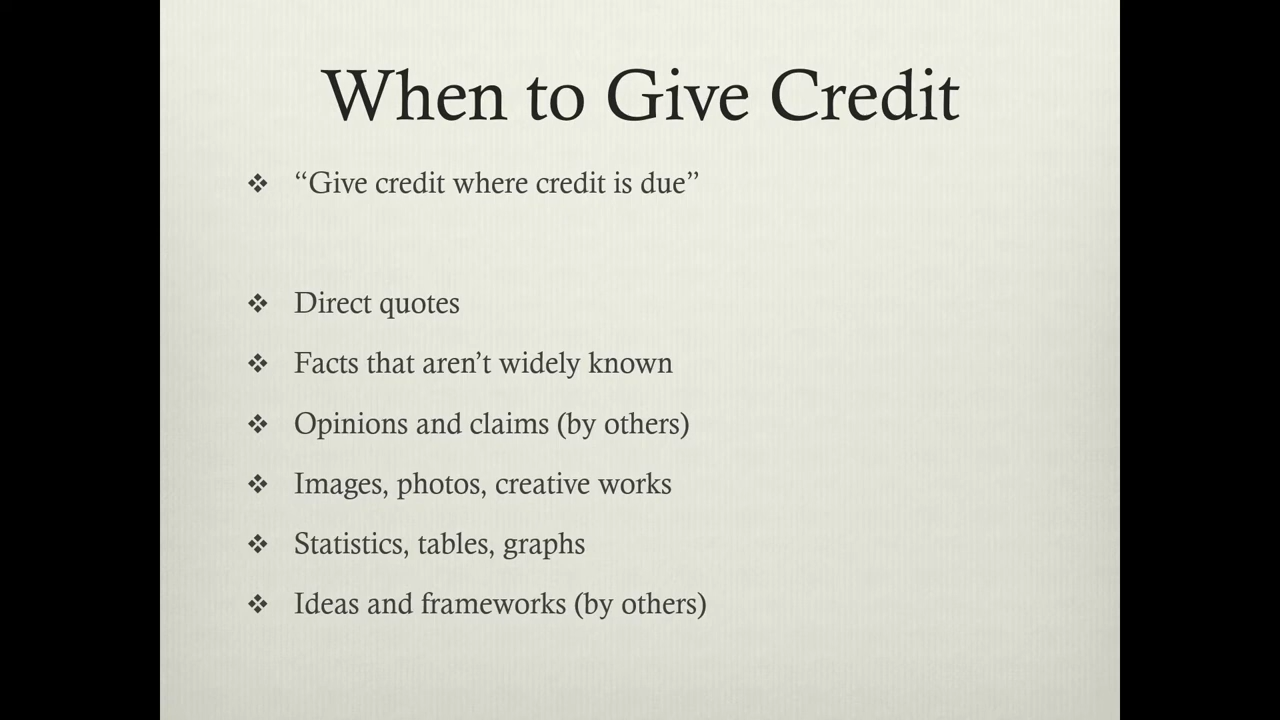 When to Give Credit
❖ “Give credit where credit is due”
❖ Direct quotes
❖ Facts that aren’t widely known
❖ Opinions and claims (by others)
❖ Images, photos, creative works
❖ Statistics, tables, graphs
❖ Ideas and frameworks (by others)